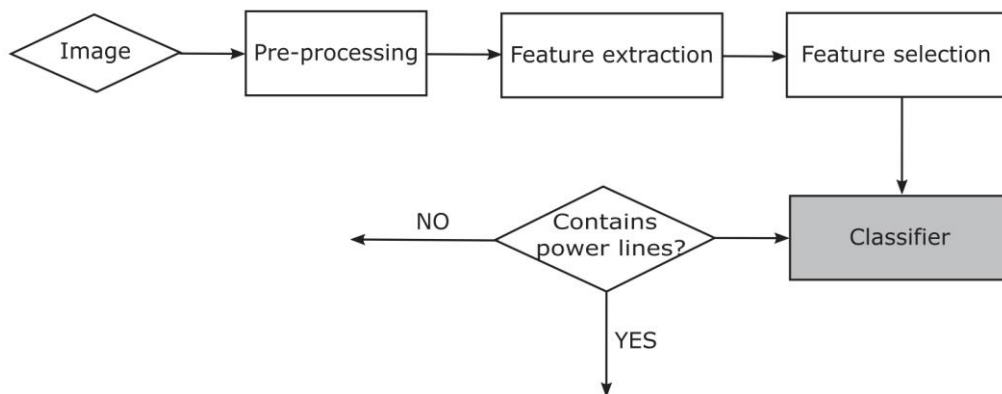 Image
Pre-processing
Feature extraction
Feature selection
NO
Contains
power lines?
Classifier
YES